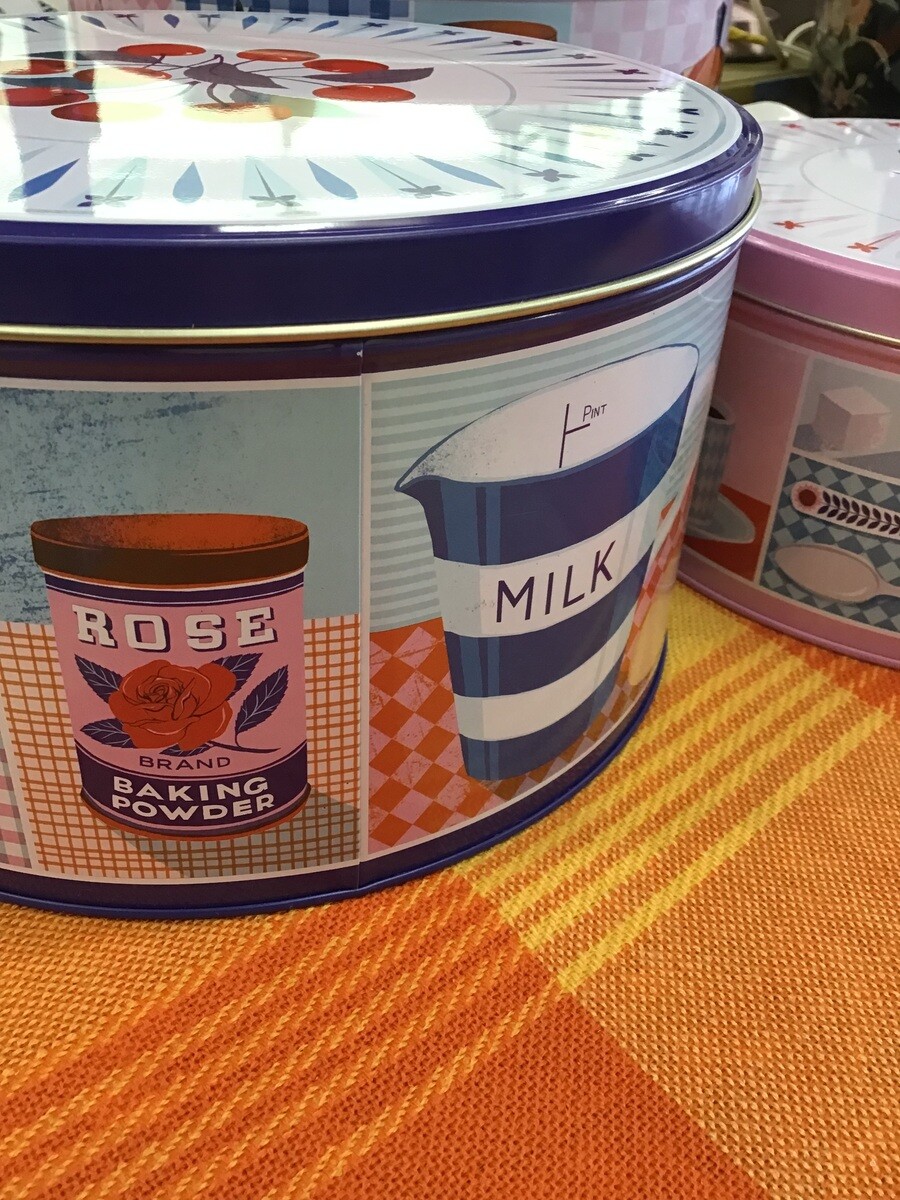 PINT
MILK
ROSE
BRAND
BAKING
POWDER